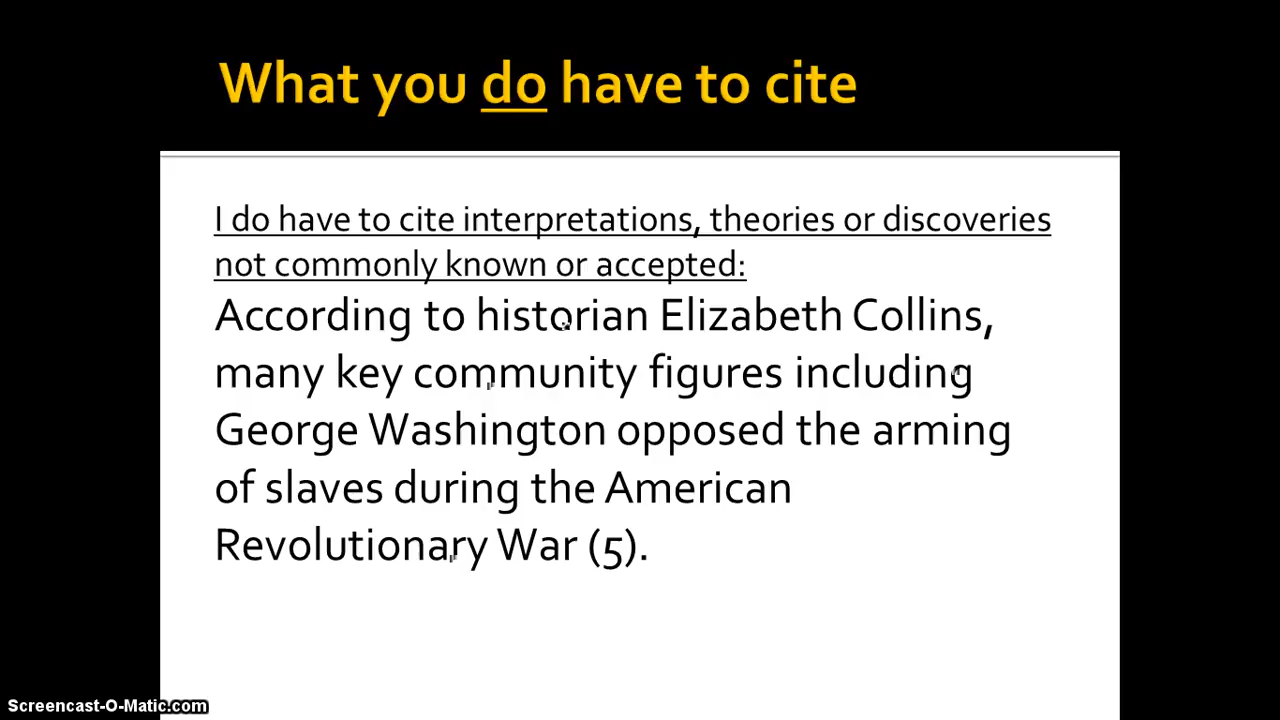 What you do have to cite
I do have to cite interpretations, theories or discoveries
not commonly known or accepted:
According to historian Elizabeth Collins,
many key community figures including
George Washington opposed the arming
of slaves during the American
Revolutionary War (5).
Screencast-O-Matic.com